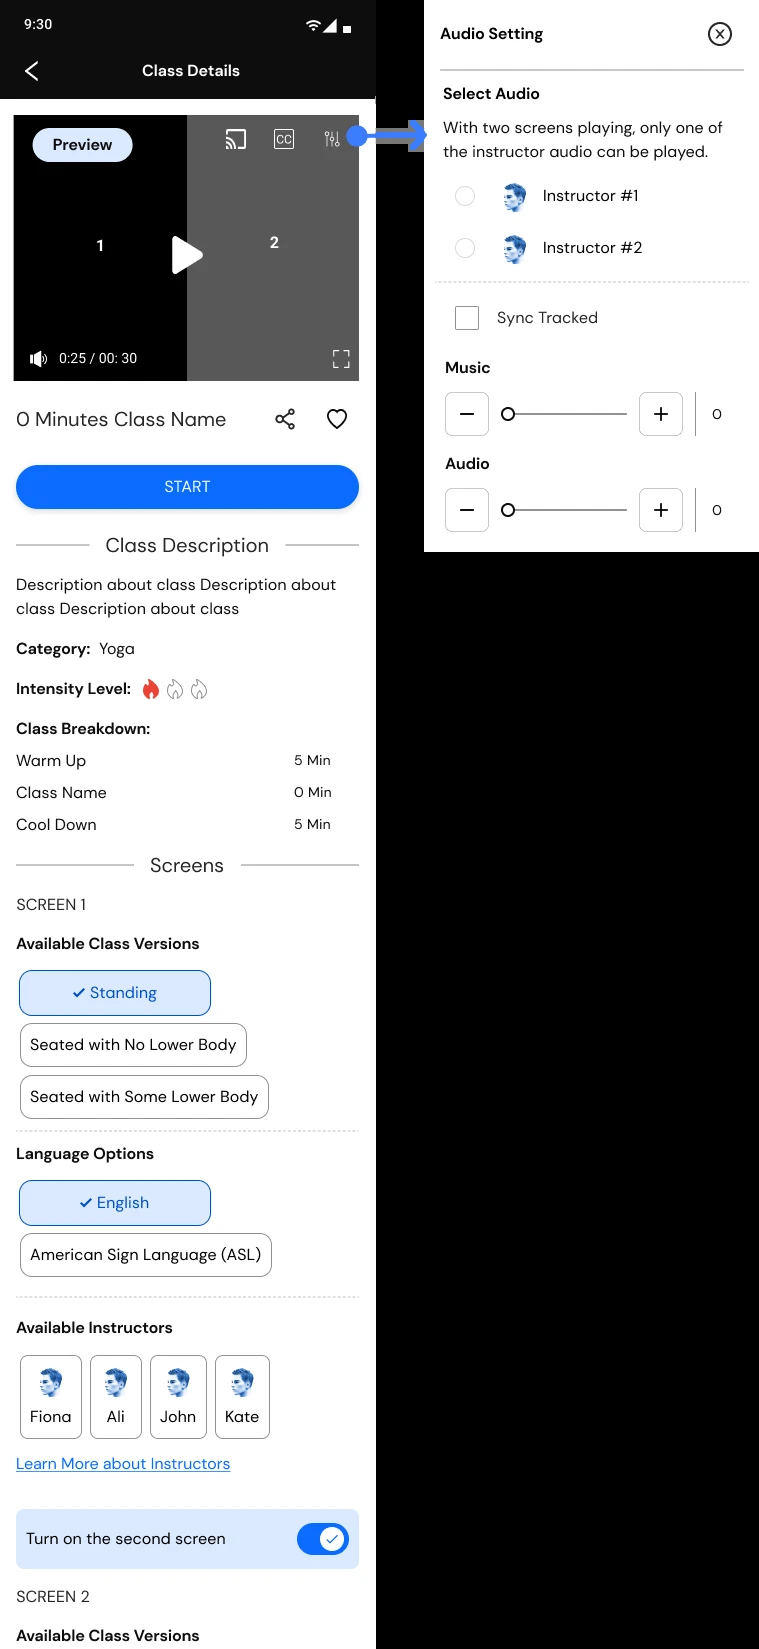 9:30
Class Details
Preview
CC
1
2
0:25 / 00: 30
0 Minutes Class Name
START
Class Description
Description about class Description about
class Description about class
Category: Yoga
Intensity Level:
Class Breakdown:
Warm Up 5 Min
Class Name 0 Min
Cool Down 5 Min
Screens
SCREEN 1
Available Class Versions
Standing
Seated with No Lower Body
Seated with Some Lower Body
Language Options
English
American Sign Language (ASL)
Available Instructors
Fiona Ali John Kate
Learn More about Instructors
Turn on the second screen
SCREEN 2
Available Class Versions
Audio Setting
Select Audio
With two screens playing, only one of
the instructor audio can be played.
Instructor #1
Instructor #2
Sync Tracked
Music
0
Audio
0